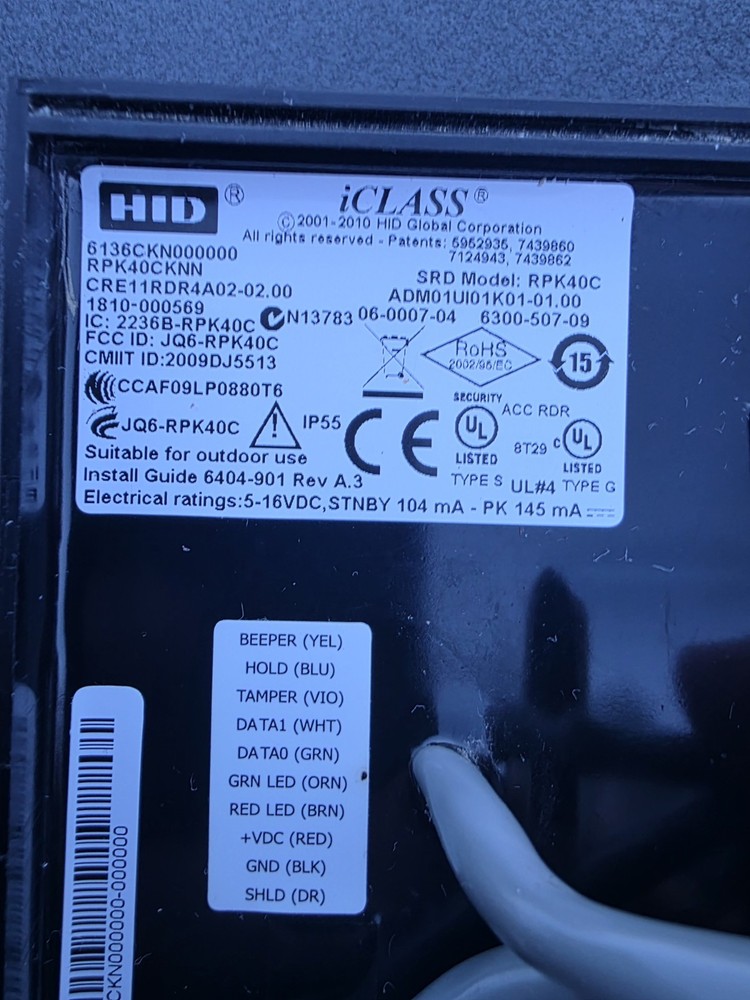 HID ®
iCLASS ®
©2001-2010 HID Global Corporation
All rights reserved - Patents: 5952935, 7439860
7124943, 7439862
6136CKN000000
RPK40CKNN
SRD Model: RPK40C
CRE11RDR4A02-02.00
ADM01UI01K01-01.00
1810-000569
N13783 06-0007-04 6300-507-09
IC: 2236B-RPK40C
FCC ID: JQ6-RPK40C
CMIIT ID:2009DJ5513
RoHS
2002/95/EC
15
CCAF09LP0880T6
JQ6-RPK40C
IP55
CE
SECURITY
UL
LISTED
TYPE S
ACC RDR
8T29
UL#4
C UL
LISTED
TYPE G
Suitable for outdoor use
Install Guide 6404-901 Rev A.3
Electrical ratings:5-16VDC,STNBY 104 mA - PK 145 mA
BEEPER (YEL)
HOLD (BLU)
TAMPER (VIO)
DATA1 (WHT)
DATA0 (GRN)
GRN LED (ORN)
RED LED (BRN)
+VDC (RED)
GND (BLK)
SHLD (DR)
CKN000000-000000